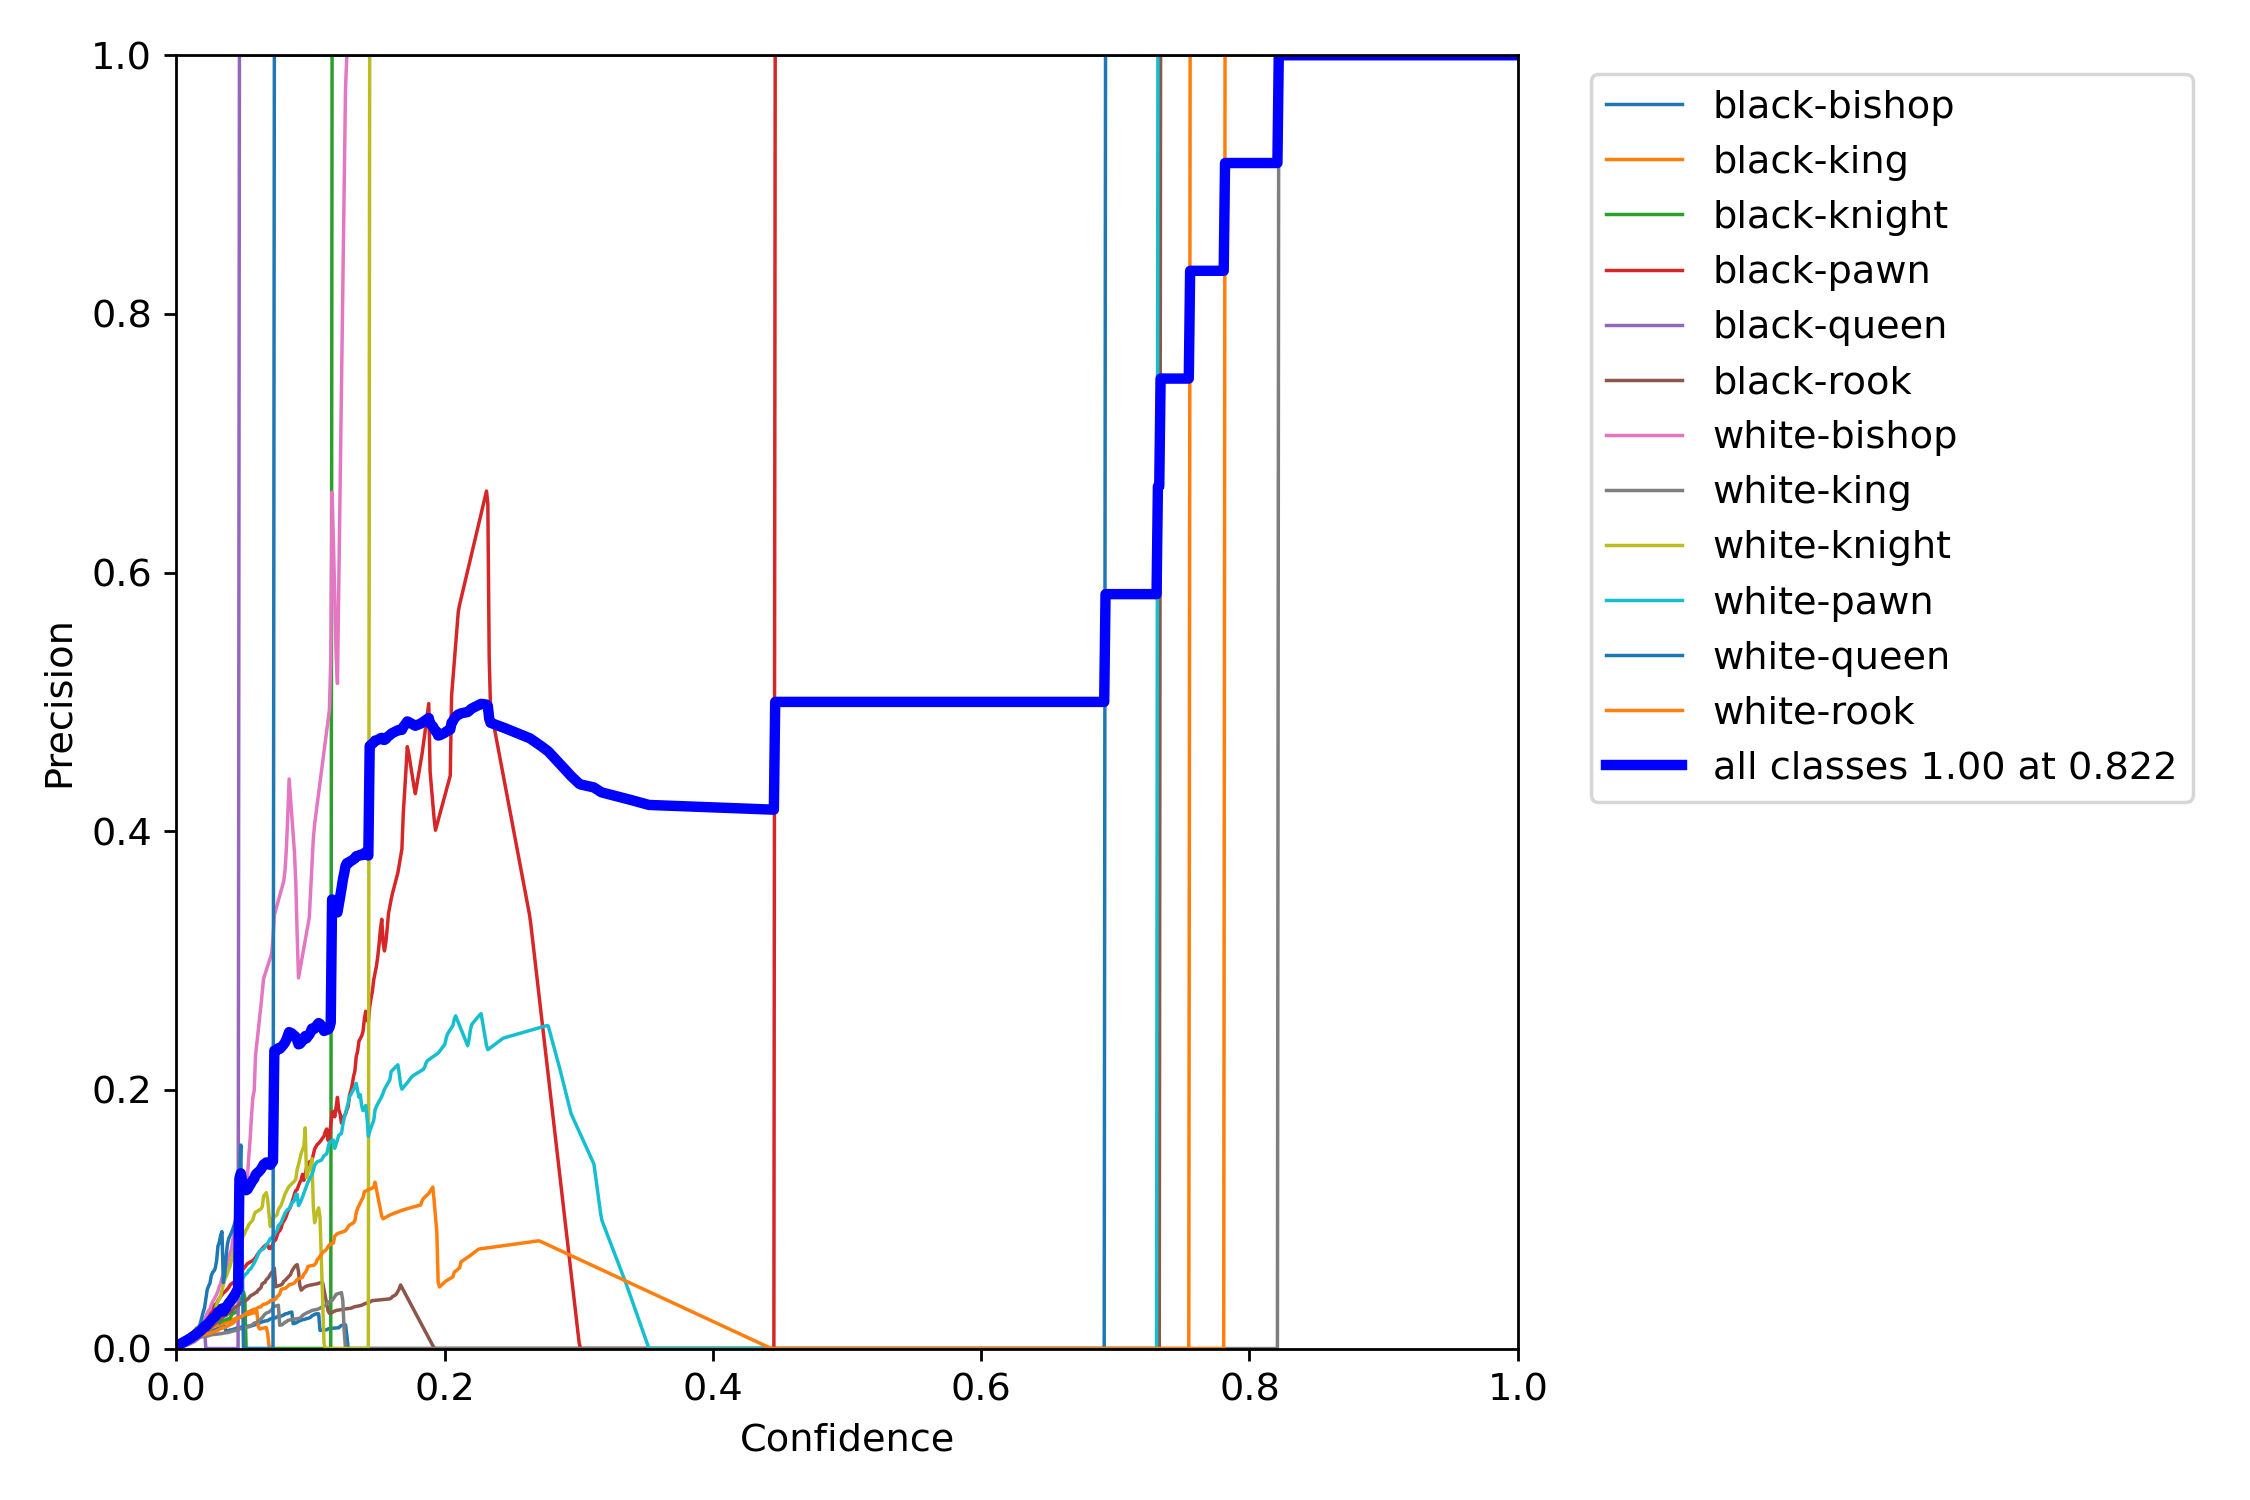 1.0
0.8
0.6
0.4
0.2
0.0
Precision
0.0 0.2 0.4 0.6 0.8 1.0
Confidence
black-bishop
black-king
black-knight
black-pawn
black-queen
black-rook
white-bishop
white-king
white-knight
white-pawn
white-queen
white-rook
all classes 1.00 at 0.822